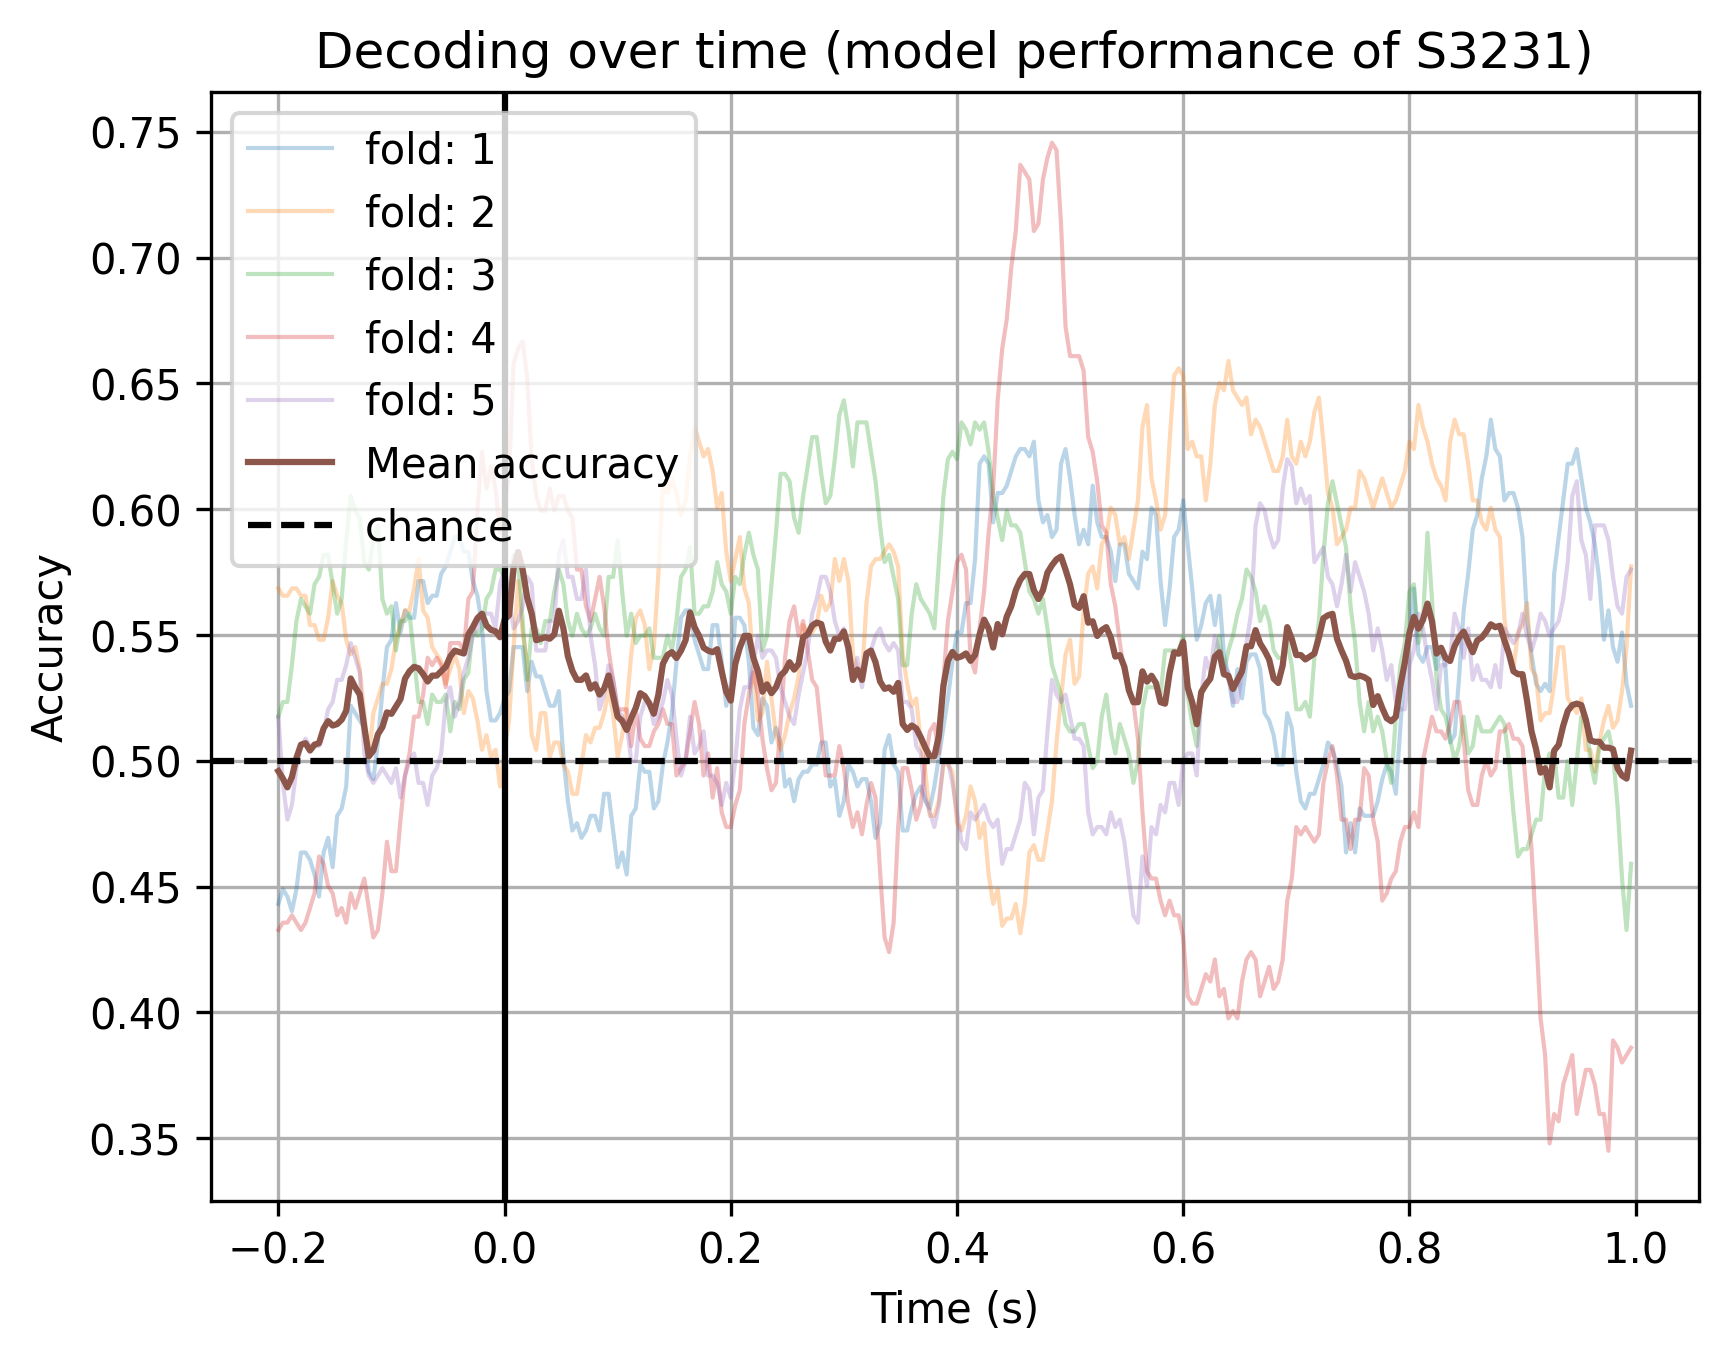 Decoding over time (model performance of S3231)
fold: 1
fold: 2
fold: 3
fold: 4
fold: 5
Mean accuracy
chance
0.75
0.70
0.65
0.60
0.55
0.50
0.45
0.40
0.35
Accuracy
−0.2
0.0
0.2
0.4
0.6
0.8
1.0
Time (s)